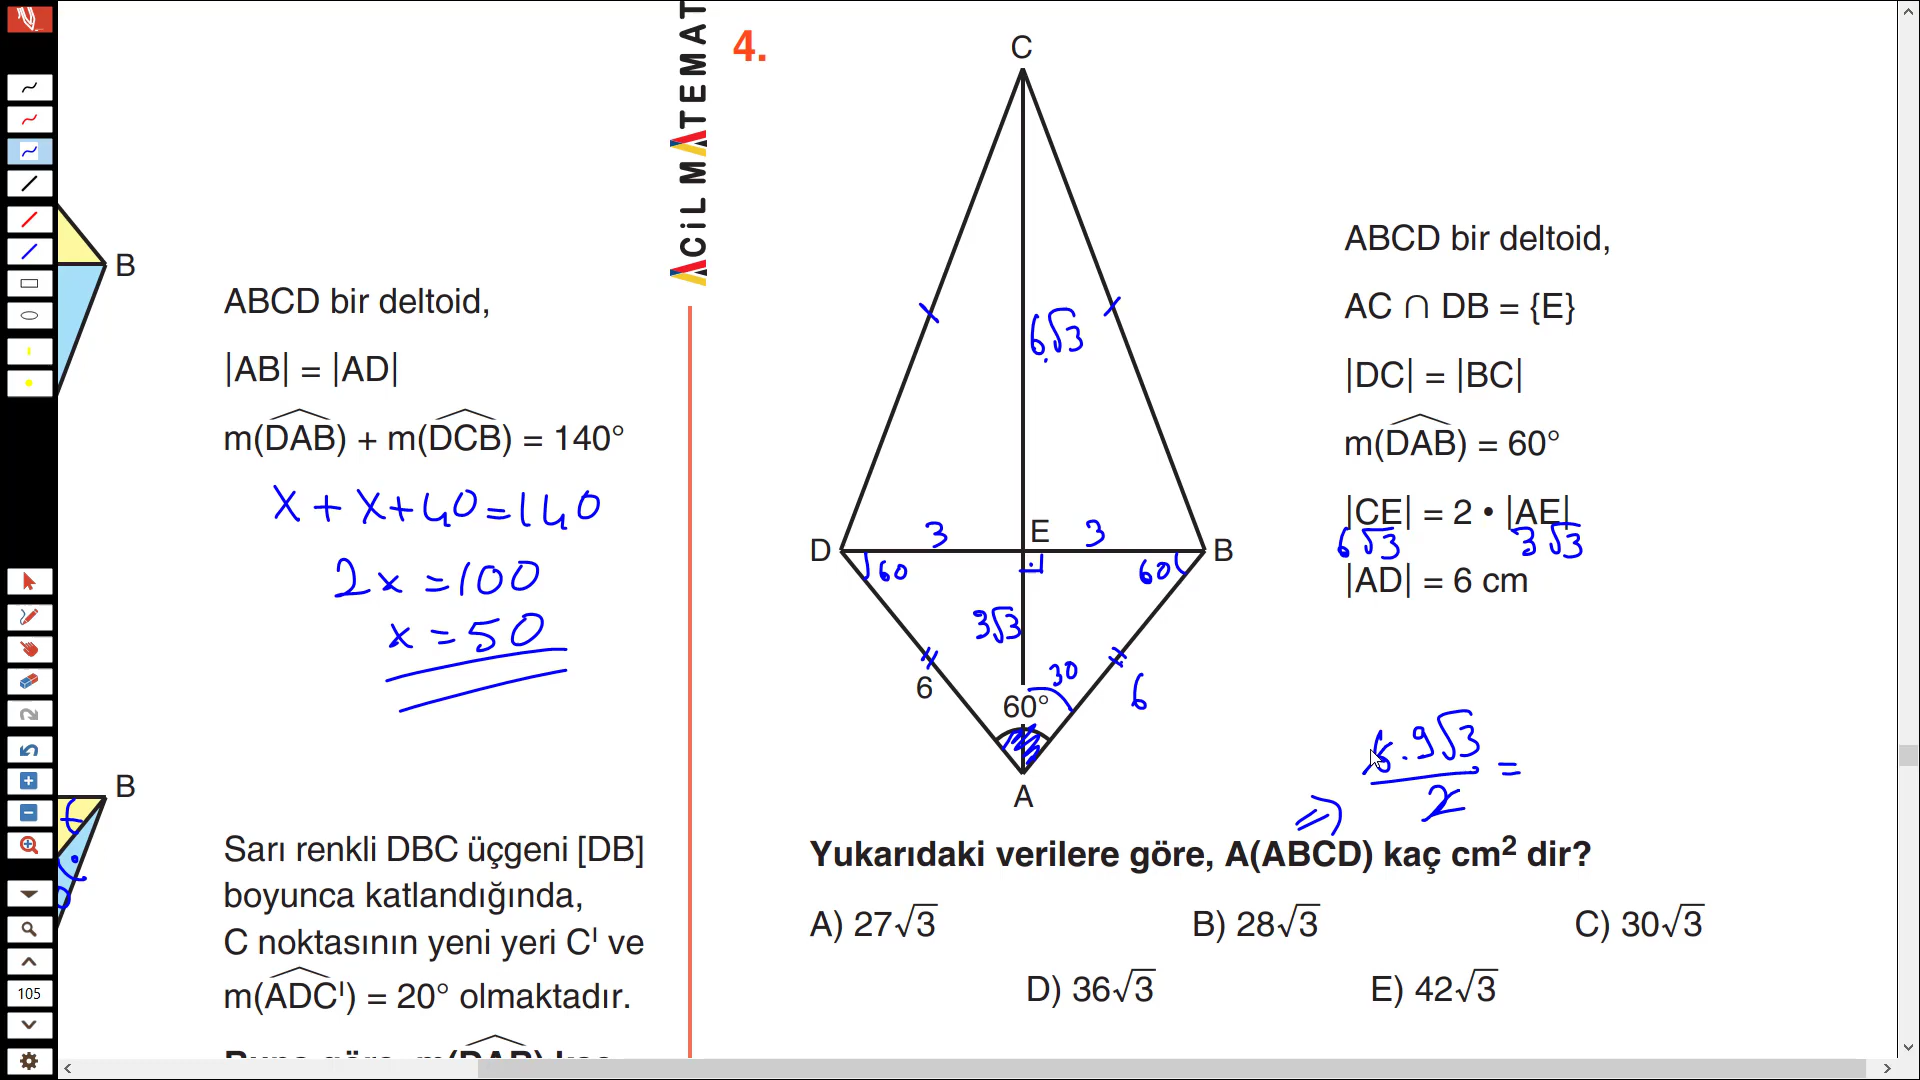 B
ABCD bir deltoid,
|AB| = |AD|
m(DAB) + m(DCB) = 140°
x + x+40=140
2x =100
x =50
B
Sarı renkli DBC üçgeni [DB]
boyunca katlandığında,
C noktasının yeni yeri Cᴵ ve
m(ADCᴵ) = 20° olmaktadır.
ACiL MATEMAT
4.
C
6√3
D
3
E
3
B
60
60
3√3
30
6
60°
6
A
ABCD bir deltoid,
AC ∩ DB = {E}
|DC| = |BC|
m(DAB) = 60°
|CE| = 2 • |AE|
6√3 3√3
|AD| = 6 cm
⇒ 6.9√3 / 2 =
Yukarıdaki verilere göre, A(ABCD) kaç cm² dir?
A) 27√3 B) 28√3 C) 30√3
D) 36√3 E) 42√3
105